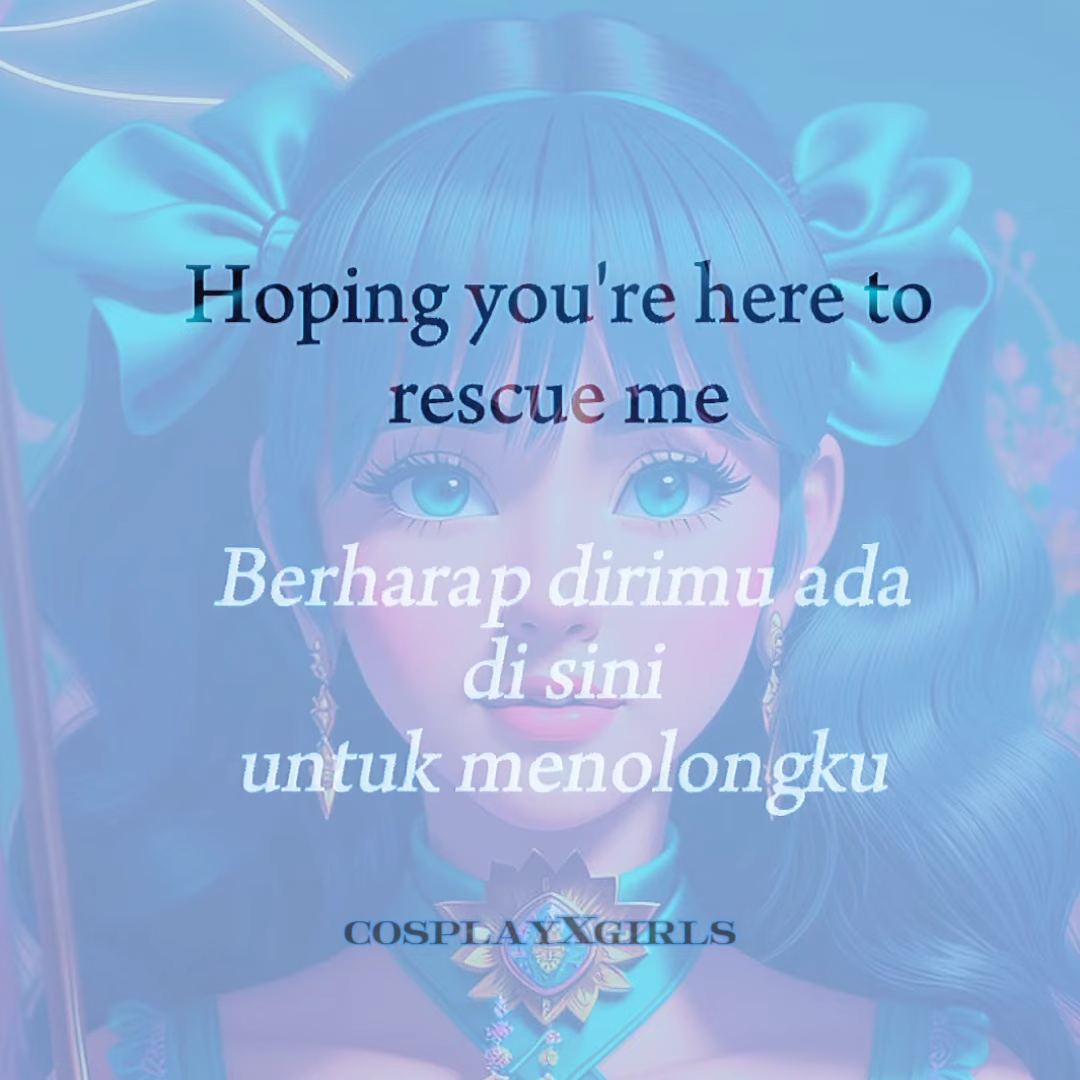 Hoping you're here to
rescue me
Berharap dirimu ada
di sini
untuk menolongku
COSPLAYXGIRLS